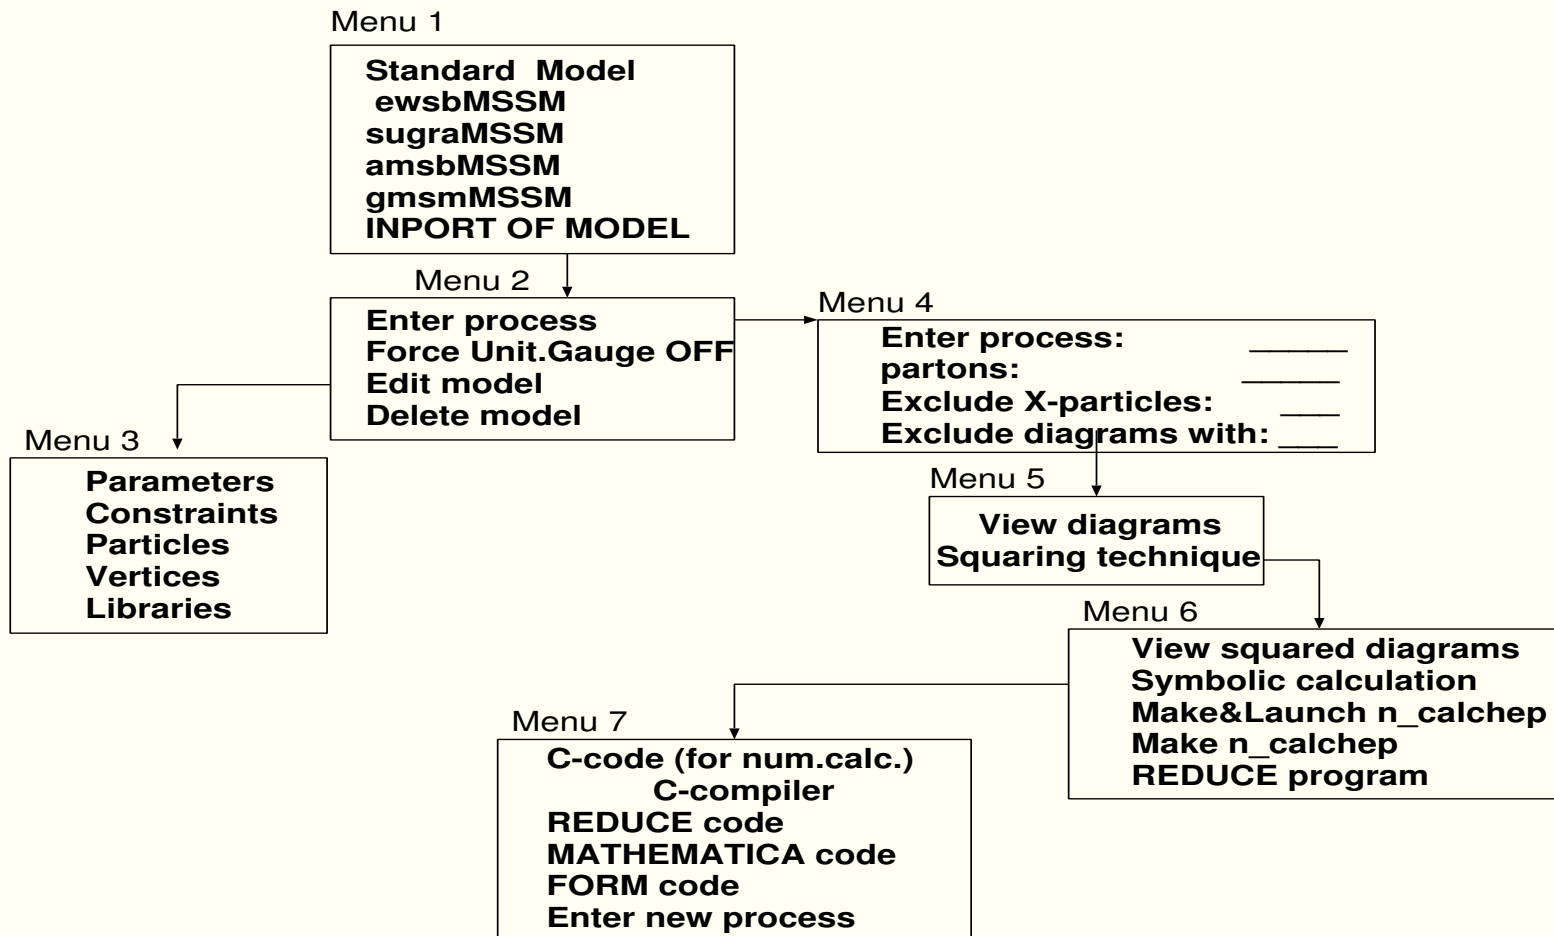 Menu 1
Standard Model
ewsbMSSM
sugraMSSM
amsbMSSM
gmsmMSSM
INPORT OF MODEL
Menu 2
Enter process
Force Unit.Gauge OFF
Edit model
Delete model
Menu 3
Parameters
Constraints
Particles
Vertices
Libraries
Menu 4
Enter process: ______
partons: ______
Exclude X-particles: ____
Exclude diagrams with: ____
Menu 5
View diagrams
Squaring technique
Menu 6
View squared diagrams
Symbolic calculation
Make&Launch n_calchep
Make n_calchep
REDUCE program
Menu 7
C-code (for num.calc.)
C-compiler
REDUCE code
MATHEMATICA code
FORM code
Enter new process